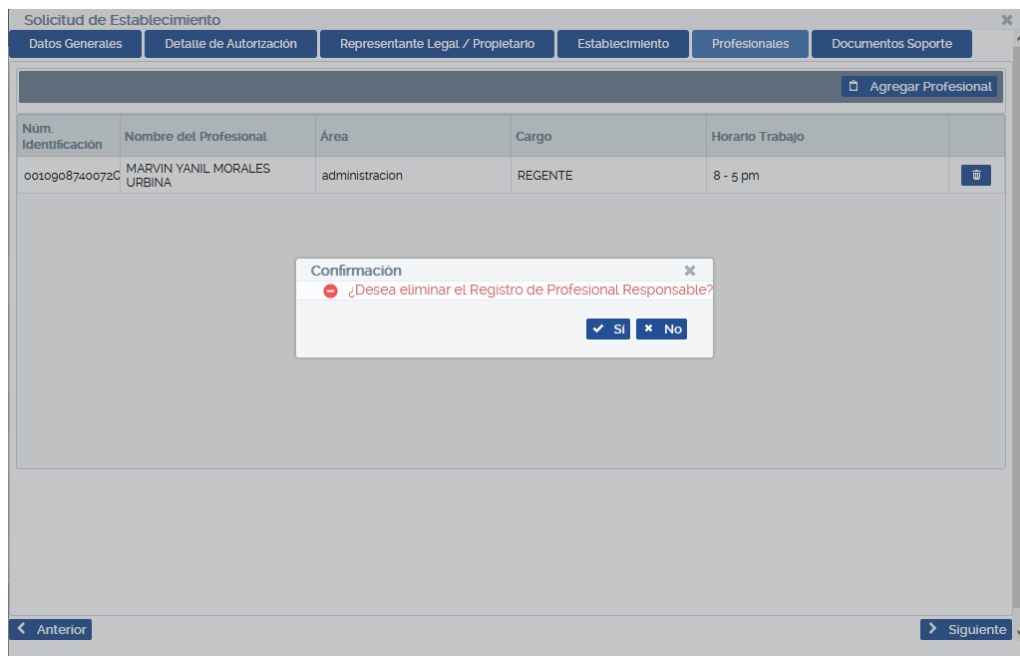 Solicitud de Establecimiento
Datos Generales
Detalle de Autorización
Representante Legal / Propietario
Establecimiento
Profesionales
Documentos Soporte
Agregar Profesional
Núm. Identificación
Nombre del Profesional
Área
Cargo
Horario Trabajo
0010908740072C
MARVIN YANIL MORALES URBINA
administracion
REGENTE
8 - 5 pm
Confirmación
¿Desea eliminar el Registro de Profesional Responsable?
Sí
No
Anterior
Siguiente